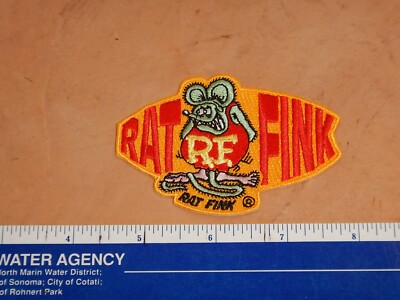 RAT FINK
R.F.
RAT FINK ®
4 5 6 7 8
WATER AGENCY
North Marin Water District;
of Sonoma; City of Cotati;
of Rohnert Park